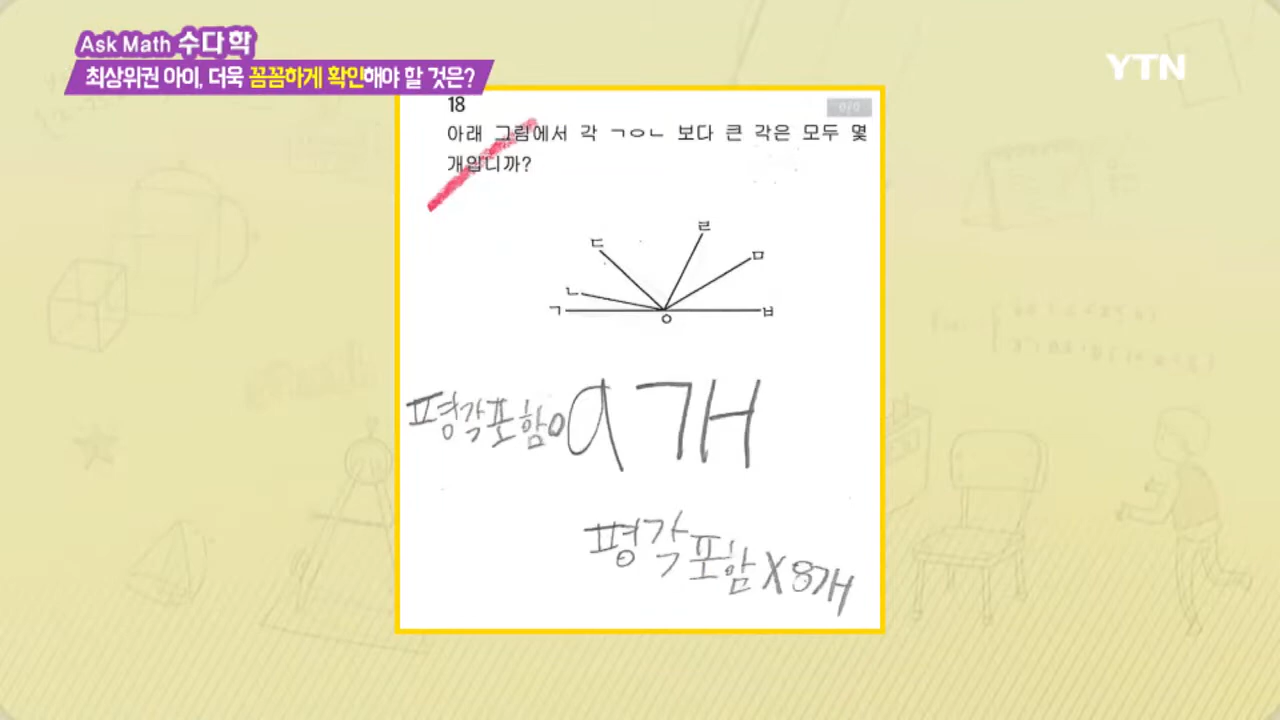 Ask Math 수다학
최상위권 아이, 더욱 꼼꼼하게 확인해야 할 것은?
YTN
18
0/0
아래 그림에서 각 ㄱㅇㄴ 보다 큰 각은 모두 몇
개입니까?
ㄹ
ㄷ
ㅁ
ㄴ
ㄱ
ㅂ
ㅇ
평각포함o 9개
평각포함X 8개